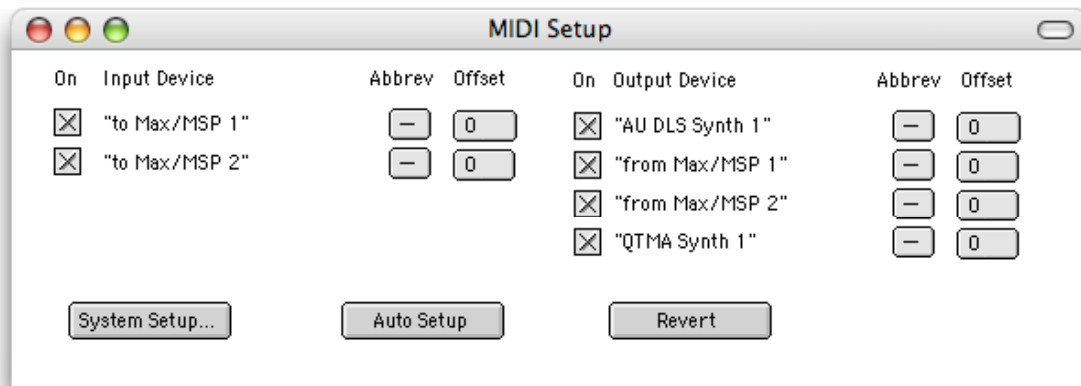 MIDI Setup
On Input Device Abbrev Offset On Output Device Abbrev Offset
"to Max/MSP 1" – 0 "AU DLS Synth 1" – 0
"to Max/MSP 2" – 0 "from Max/MSP 1" – 0
"from Max/MSP 2" – 0
"QTMA Synth 1" – 0
System Setup... Auto Setup Revert